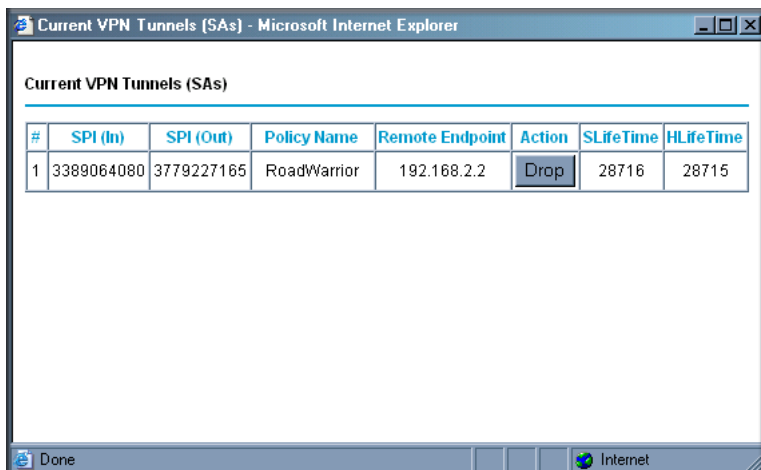 Current VPN Tunnels (SAs) - Microsoft Internet Explorer
Current VPN Tunnels (SAs)
# SPI (In) SPI (Out) Policy Name Remote Endpoint Action SLifeTime HLifeTime
1 3389064080 3779227165 RoadWarrior 192.168.2.2 Drop 28716 28715
Done Internet